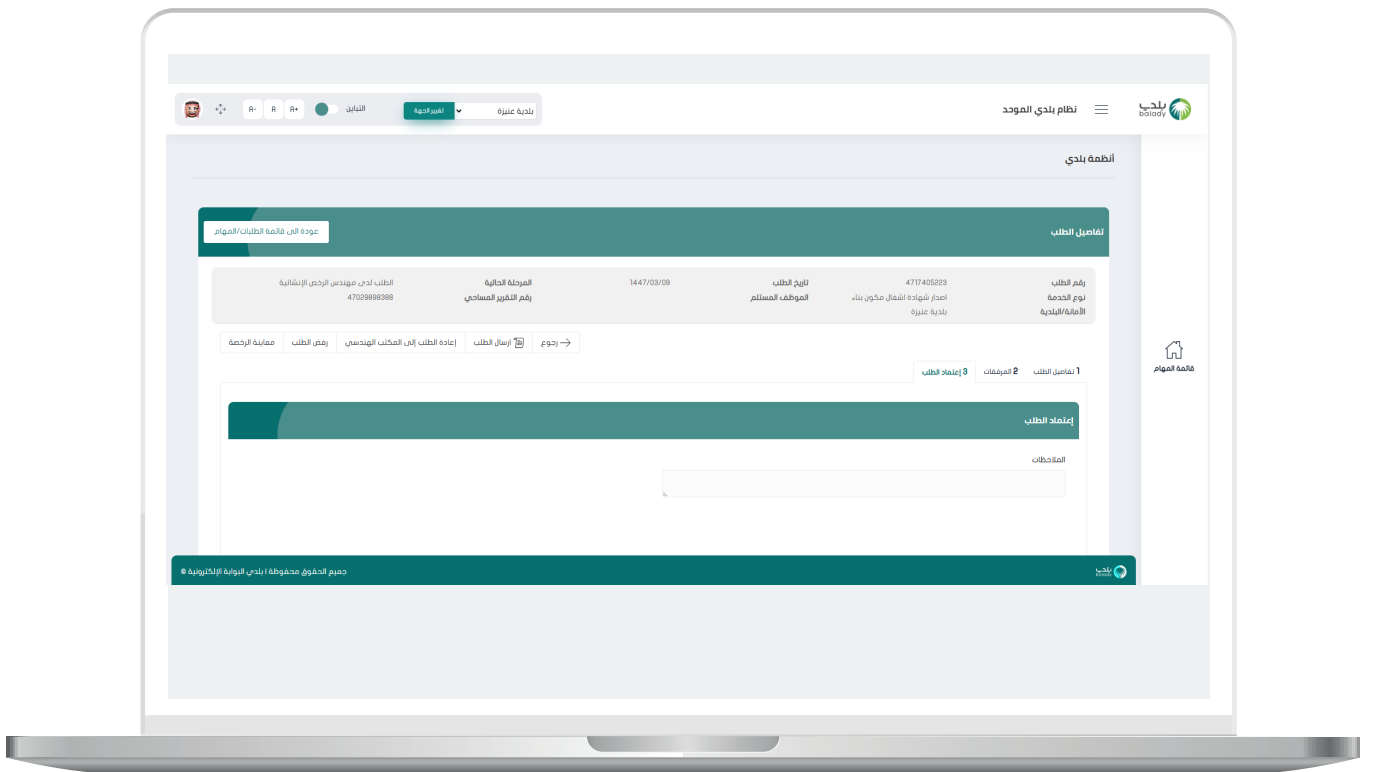 بلدي
balady
نظام بلدي الموحد
بلدية عنيزة
تغيير الجهة
التباين
A+
A
A-
أنظمة بلدي
قائمة المهام
تفاصيل الطلب
عودة الى قائمة الطلبات/المهام
رقم الطلب 4717405223 تاريخ الطلب 1447/03/09 المرحلة الحالية الطلب لدى مهندس الرخص الإنشائية
نوع الخدمة اصدار شهادة اشغال مكون بناء الموظف المستلم رقم التقرير المساحي 47029898388
الأمانة/البلدية بلدية عنيزة
رجوع ارسال الطلب إعادة الطلب إلى المكتب الهندسي رفض الطلب معاينة الرخصة
1 تفاصيل الطلب 2 المرفقات 3 إعتماد الطلب
إعتماد الطلب
الملاحظات
بلدي
balady
جميع الحقوق محفوظة | بلدي البوابة الإلكترونية ©